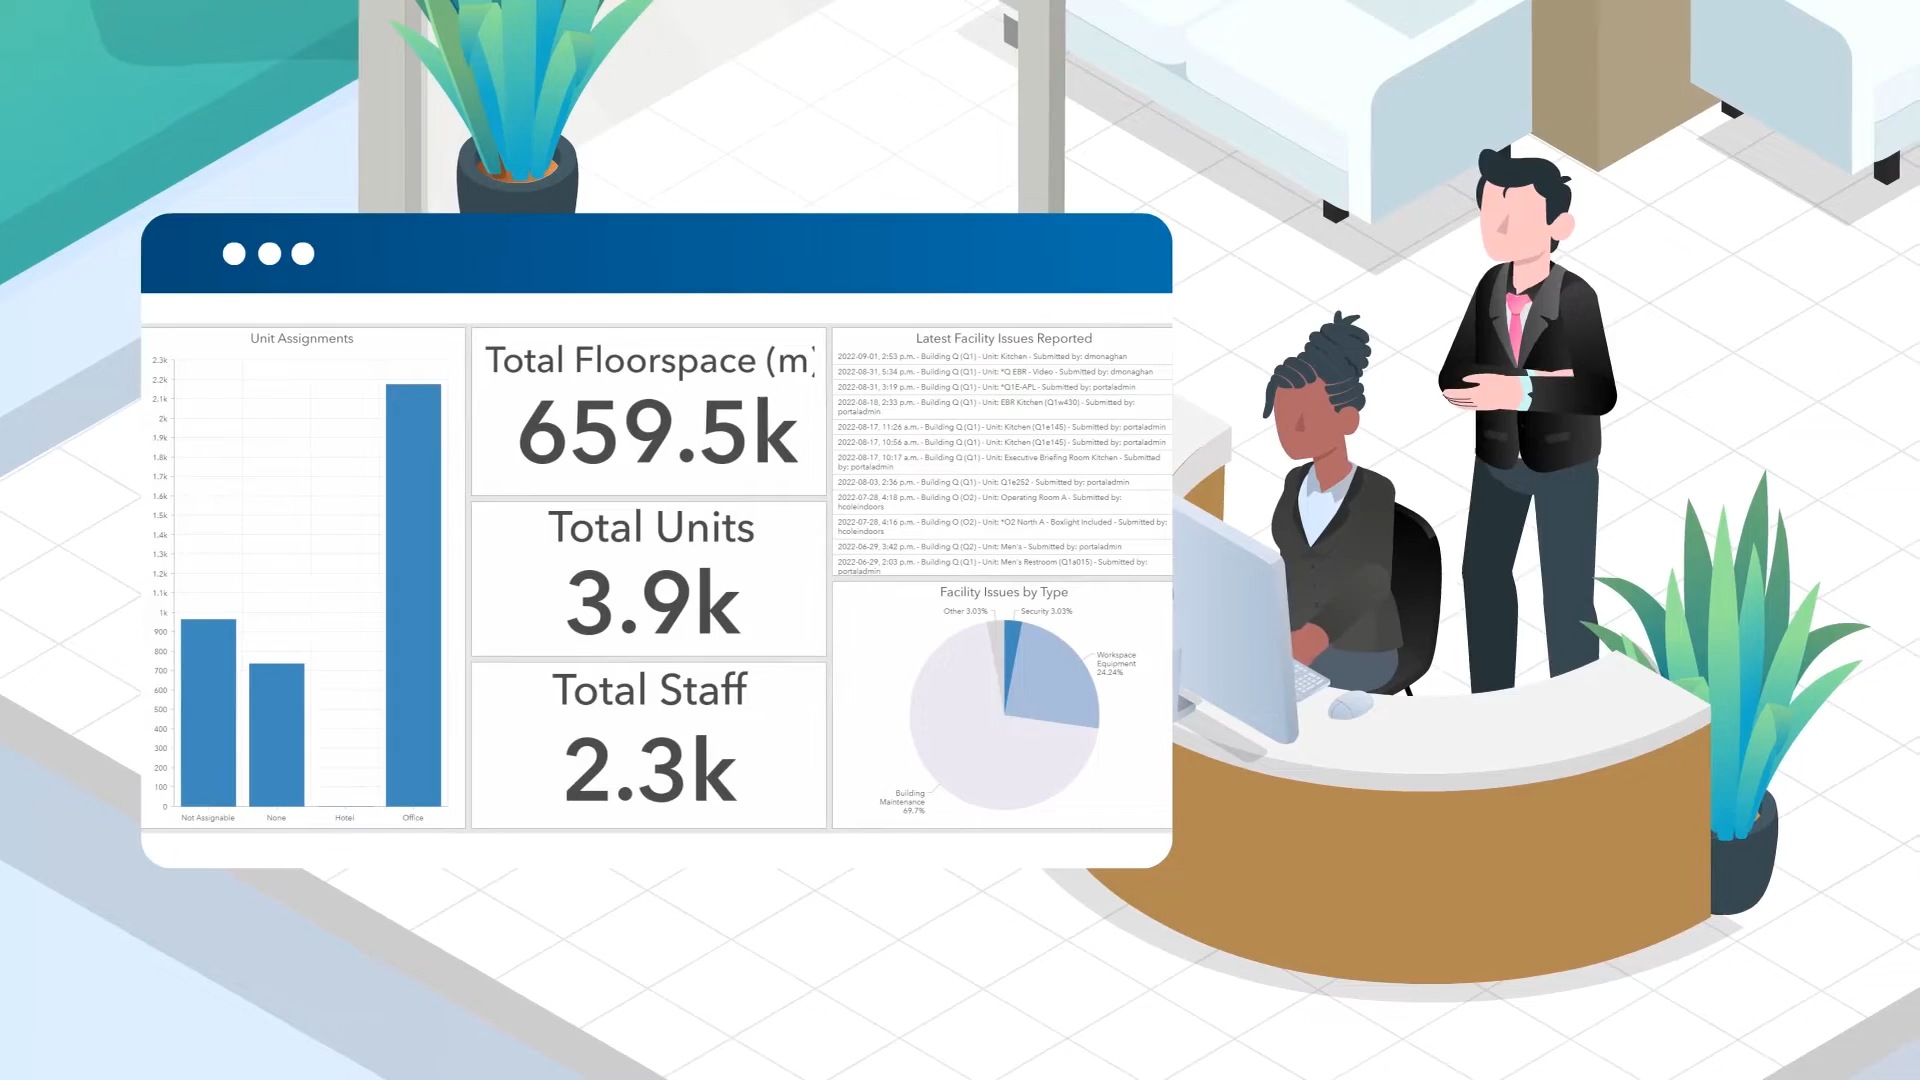 Unit Assignments
2.3k
2.2k
2.1k
2k
1.9k
1.8k
1.7k
1.6k
1.5k
1.4k
1.3k
1.2k
1.1k
1k
900
800
700
600
500
400
300
200
100
0
Not Assignable
None
Hotel
Office
Total Floorspace (m)
659.5k
Total Units
3.9k
Total Staff
2.3k
Latest Facility Issues Reported
2022-09-01, 2:53 p.m. - Building Q (Q1) - Unit: Kitchen - Submitted by: dmonaghan
2022-08-31, 5:34 p.m. - Building Q (Q1) - Unit: *Q EBR - Video - Submitted by: dmonaghan
2022-08-31, 3:19 p.m. - Building Q (Q1) - Unit: *Q1E-APL - Submitted by: portaladmin
2022-08-18, 2:33 p.m. - Building Q (Q1) - Unit: EBR Kitchen (Q1w430) - Submitted by:
portaladmin
2022-08-17, 11:26 a.m. - Building Q (Q1) - Unit: Kitchen (Q1e145) - Submitted by: portaladmin
2022-08-17, 10:56 a.m. - Building Q (Q1) - Unit: Kitchen (Q1e145) - Submitted by: portaladmin
2022-08-17, 10:17 a.m. - Building Q (Q1) - Unit: Executive Briefing Room Kitchen - Submitted
by: portaladmin
2022-08-03, 2:36 p.m. - Building Q (Q1) - Unit: Q1e252 - Submitted by: portaladmin
2022-07-28, 4:18 p.m. - Building O (O2) - Unit: Operating Room A - Submitted by:
hcoleindoors
2022-07-28, 4:16 p.m. - Building O (O2) - Unit: *O2 North A - Boxlight Included - Submitted by:
hcoleindoors
2022-06-29, 3:42 p.m. - Building Q (Q2) - Unit: Men's - Submitted by: portaladmin
2022-06-29, 2:03 p.m. - Building Q (Q1) - Unit: Men's Restroom (Q1a015) - Submitted by:
portaladmin
Facility Issues by Type
Other 3.03%
Security 3.03%
Workspace
Equipment
24.24%
Building
Maintenance
69.7%